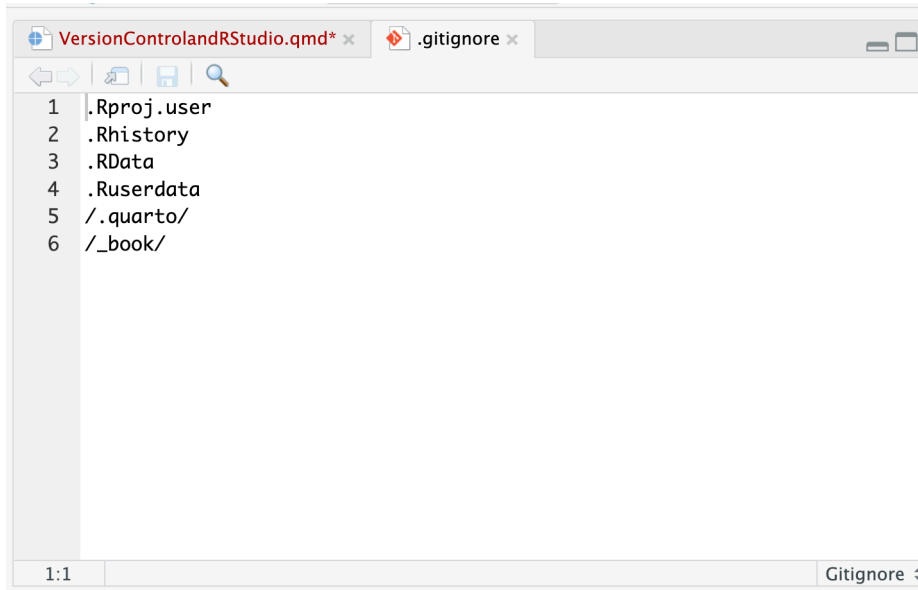 VersionControlandRStudio.qmd* ×
.gitignore ×
1 .Rproj.user
2 .Rhistory
3 .RData
4 .Ruserdata
5 /.quarto/
6 /_book/
1:1
Gitignore